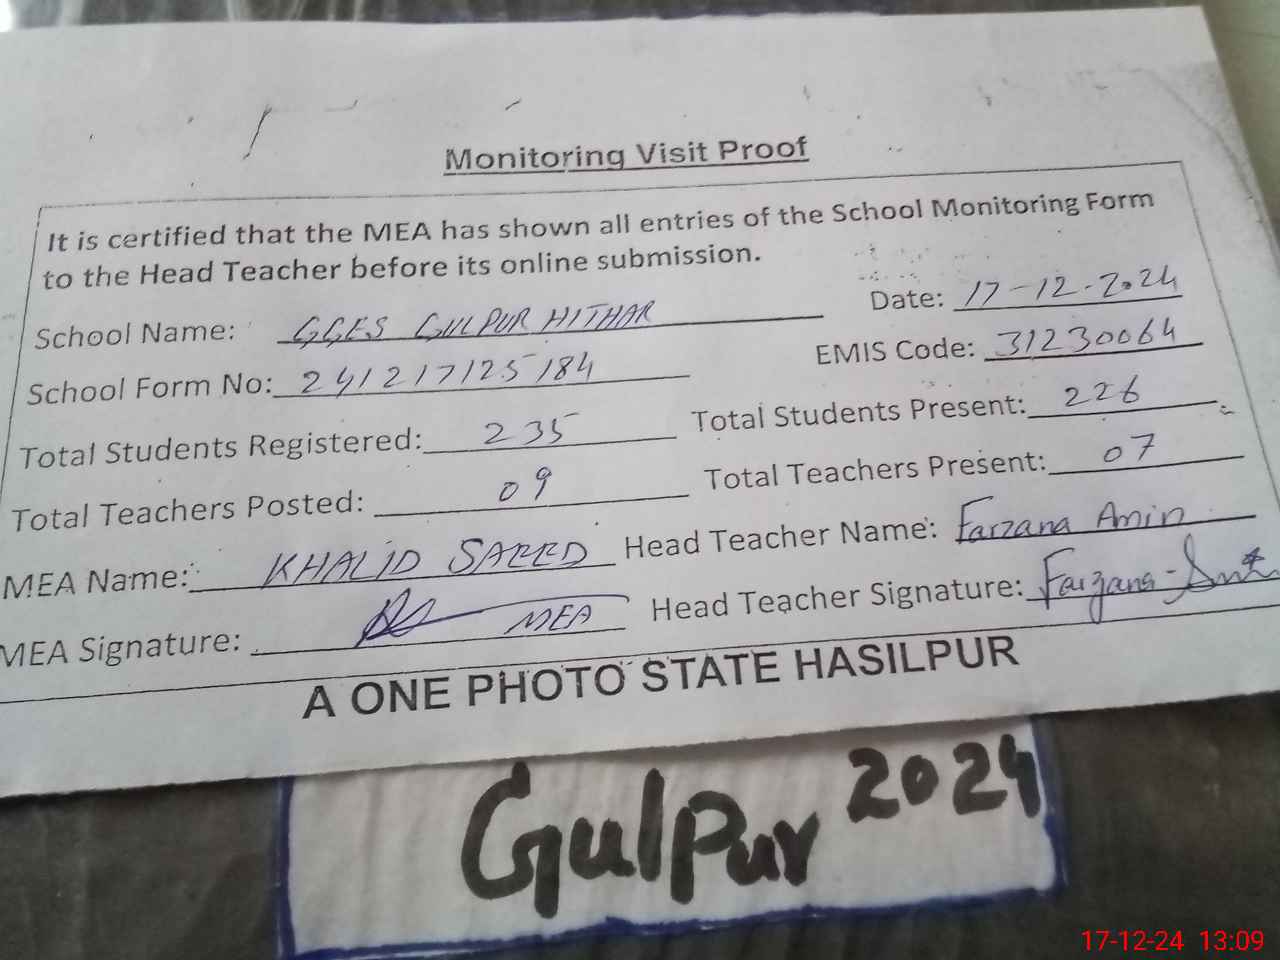 Monitoring Visit Proof
It is certified that the MEA has shown all entries of the School Monitoring Form
to the Head Teacher before its online submission.
School Name: GGES GULPUR HITHAR Date: 17-12-2024
School Form No: 241217125184 EMIS Code: 31230064
Total Students Registered: 235 Total Students Present: 226
Total Teachers Posted: 09 Total Teachers Present: 07
MEA Name: KHALID SAEED Head Teacher Name: Farzana Amin
MEA Signature: MEA Head Teacher Signature: Farzana
A ONE PHOTO STATE HASILPUR
Gulpur 2024
17-12-24 13:09